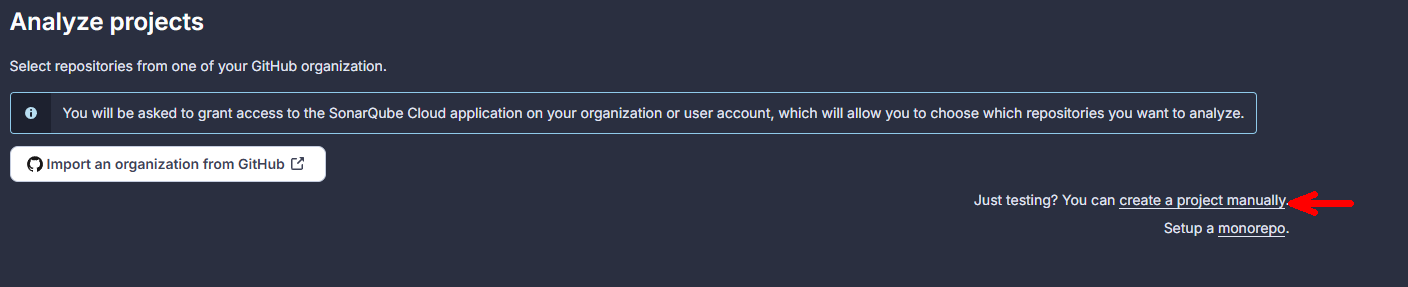 Analyze projects
Select repositories from one of your GitHub organization.
You will be asked to grant access to the SonarQube Cloud application on your organization or user account, which will allow you to choose which repositories you want to analyze.
Import an organization from GitHub
Just testing? You can create a project manually.
Setup a monorepo.